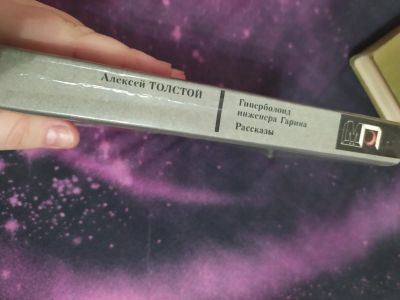 Алексей ТОЛСТОЙ
Гиперболоид
инженера Гарина
Рассказы